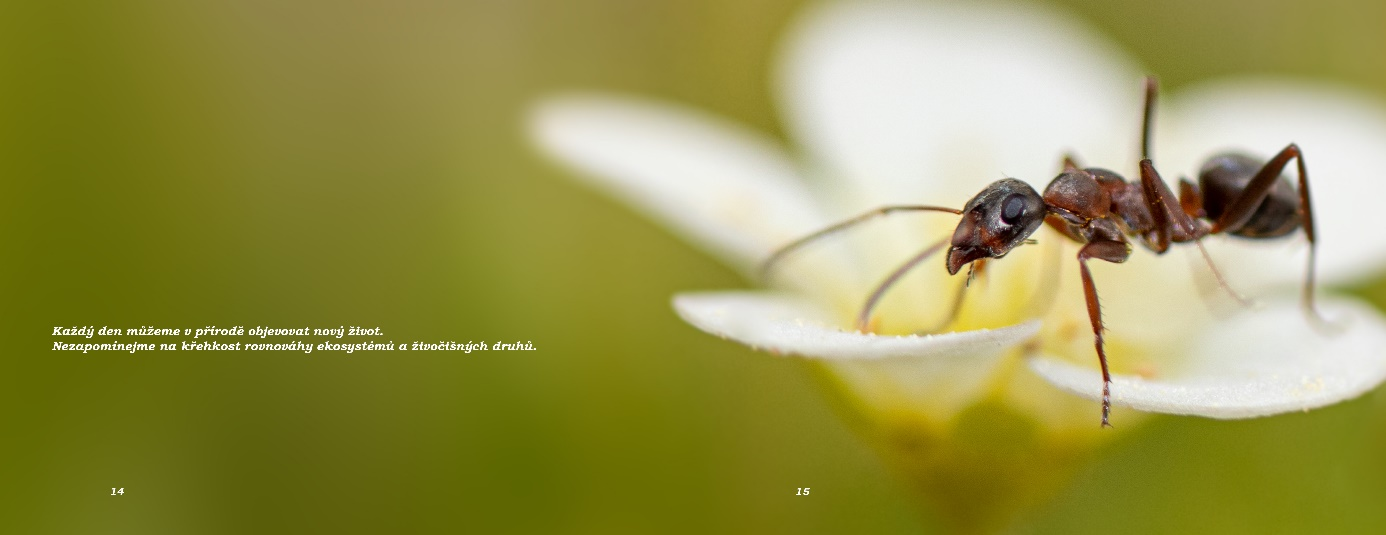 Každý den můžeme v přírodě objevovat nový život.
Nezapomínejme na křehkost rovnováhy ekosystémů a živočišných druhů.
14
15